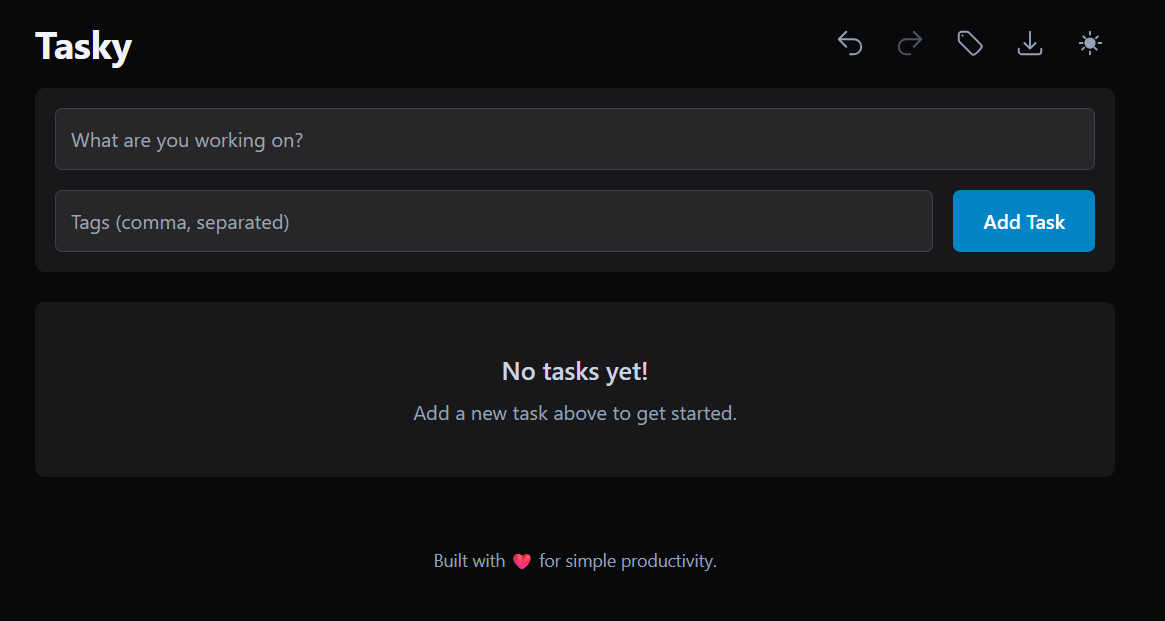 Tasky
What are you working on?
Tags (comma, separated)
Add Task
No tasks yet!
Add a new task above to get started.
Built with ❤️ for simple productivity.